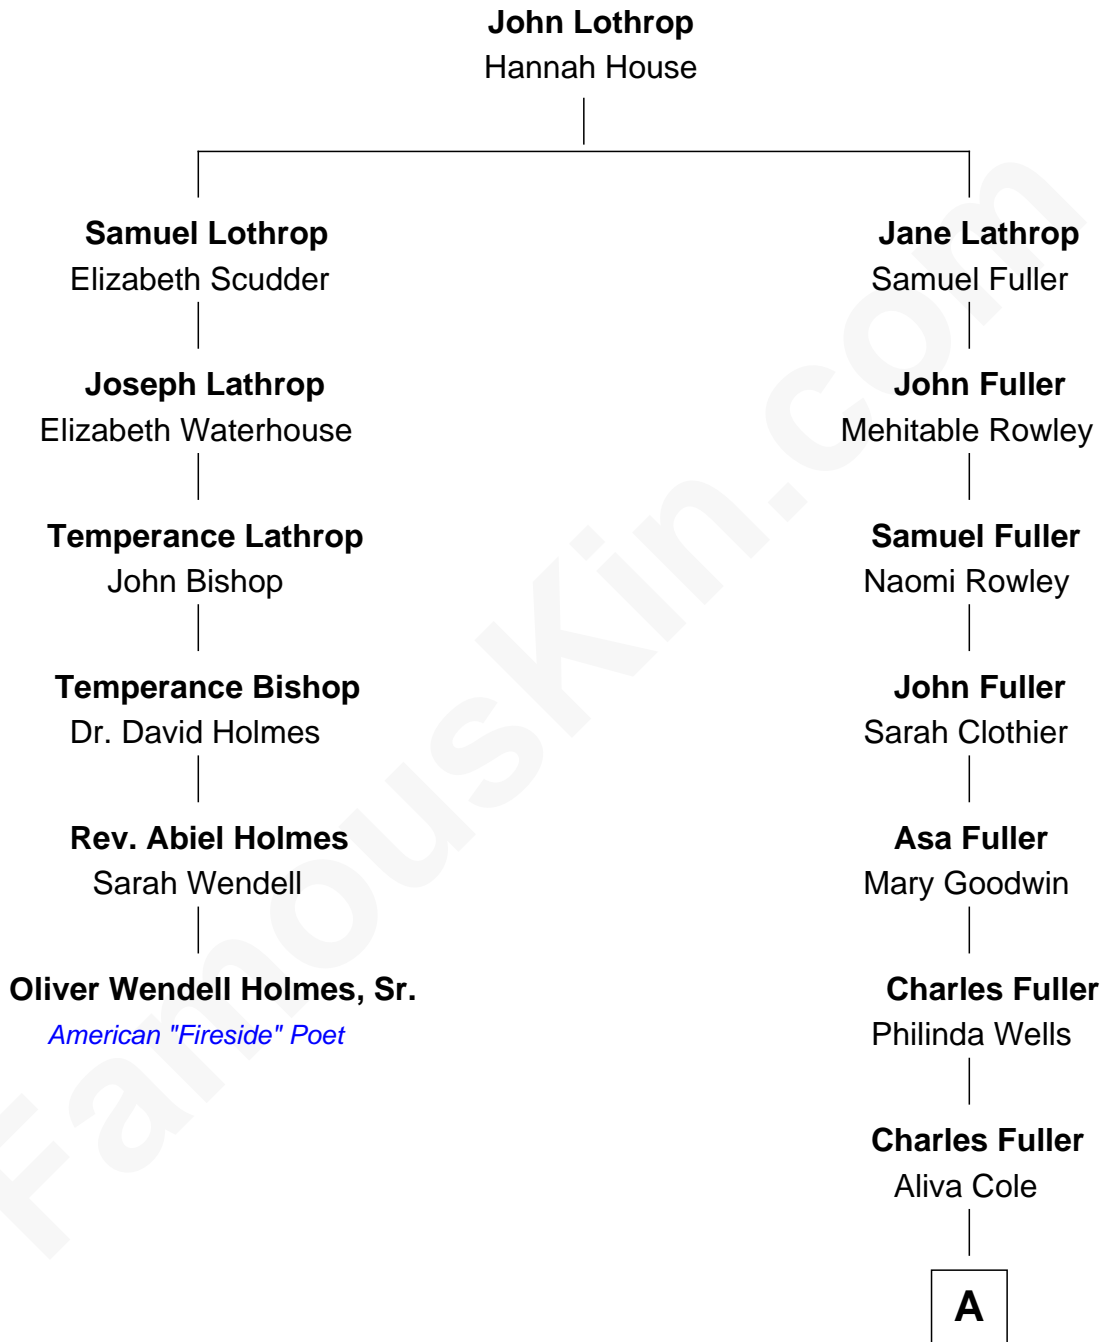 John Lothrop
Hannah House
Samuel Lothrop
Elizabeth Scudder
Joseph Lathrop
Elizabeth Waterhouse
Temperance Lathrop
John Bishop
Temperance Bishop
Dr. David Holmes
Rev. Abiel Holmes
Sarah Wendell
Oliver Wendell Holmes, Sr.
American "Fireside" Poet
Jane Lathrop
Samuel Fuller
John Fuller
Mehitable Rowley
Samuel Fuller
Naomi Rowley
John Fuller
Sarah Clothier
Asa Fuller
Mary Goodwin
Charles Fuller
Philinda Wells
Charles Fuller
Aliva Cole
A
FamousKin.com